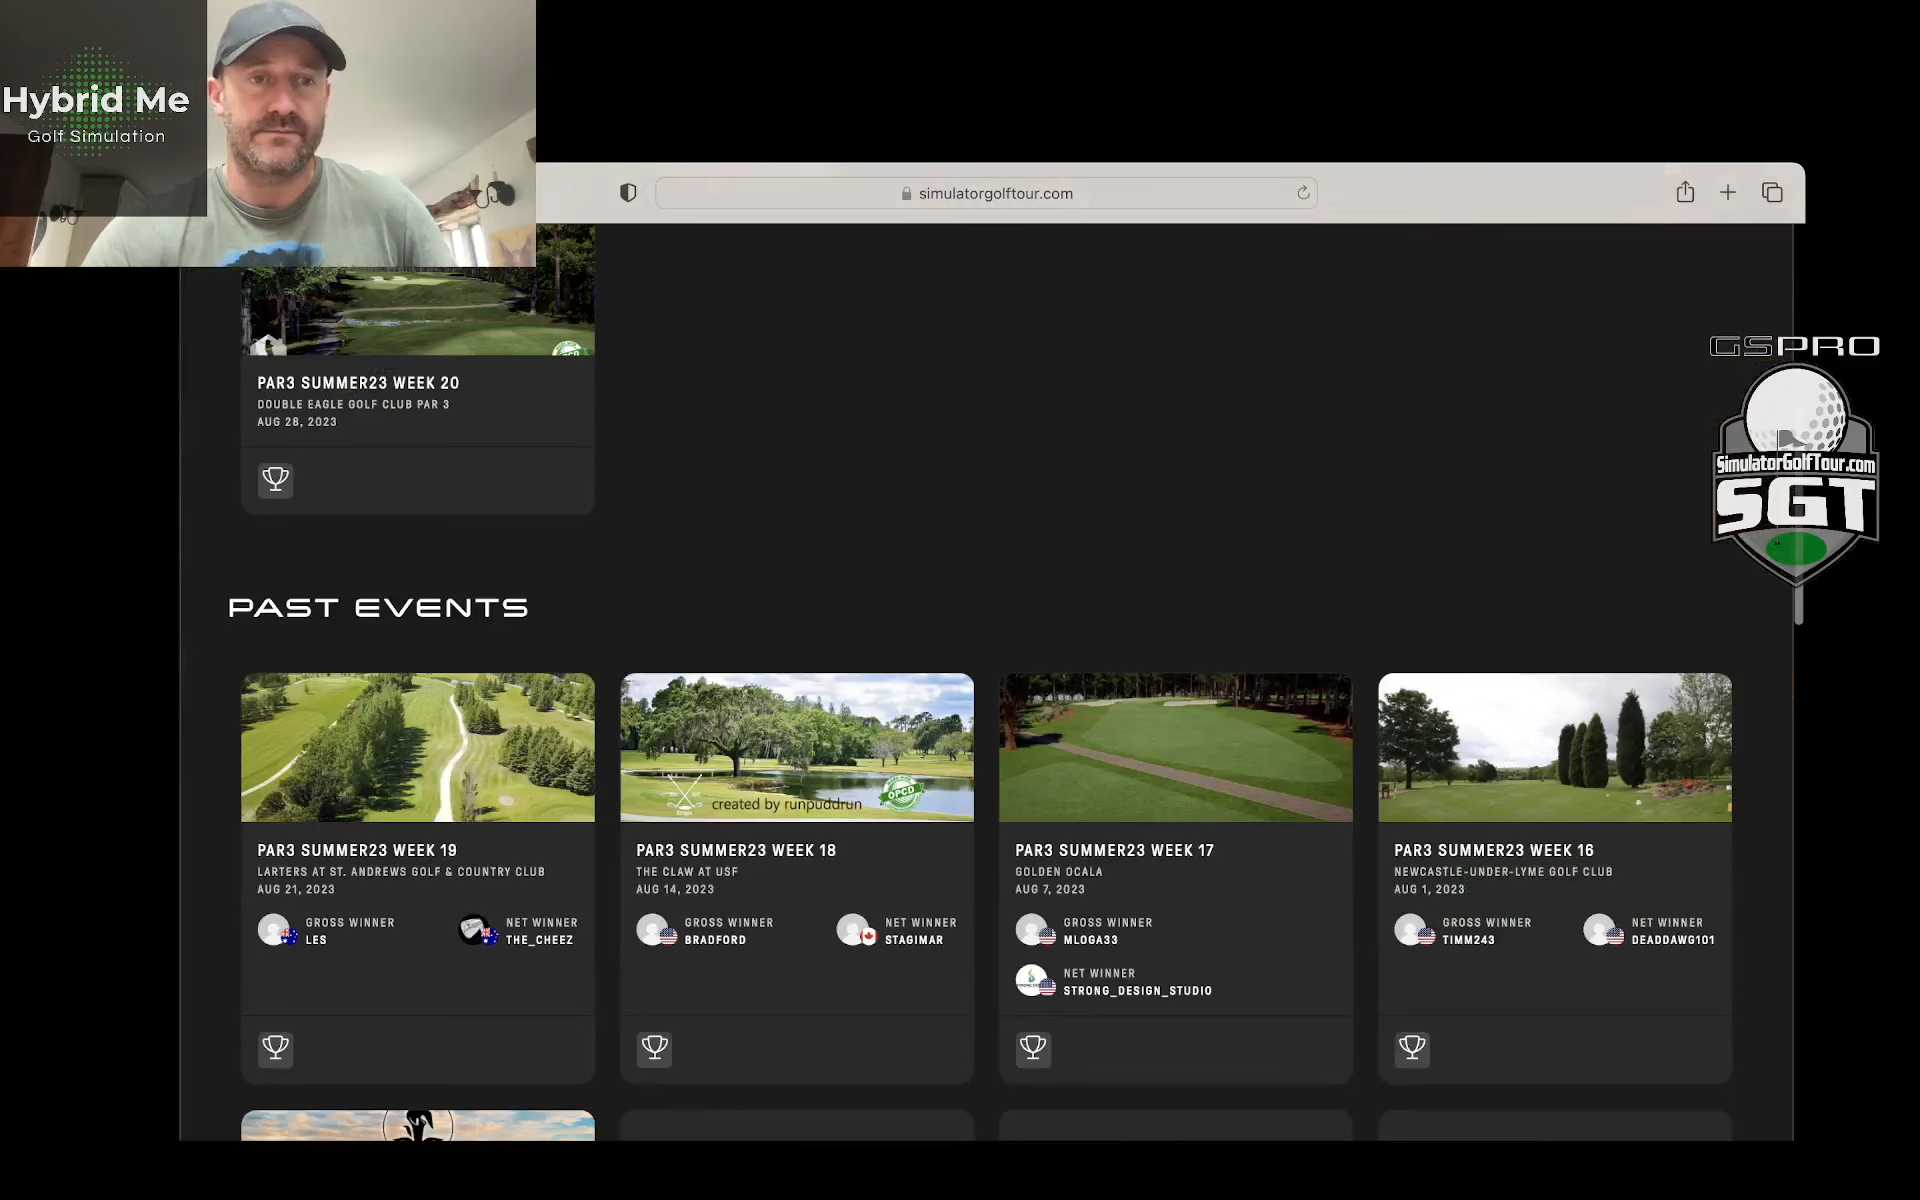 Hybrid Me
Golf Simulation
simulatorgolftour.com
GSPRO
SimulatorGolfTour.com
SGT
PAR3 SUMMER23 WEEK 20
DOUBLE EAGLE GOLF CLUB PAR 3
AUG 28, 2023
PAST EVENTS
created by runpuddrun
OPCD
PAR3 SUMMER23 WEEK 19
LARTERS AT ST. ANDREWS GOLF & COUNTRY CLUB
AUG 21, 2023
GROSS WINNER
LES
NET WINNER
THE_CHEEZ
PAR3 SUMMER23 WEEK 18
THE CLAW AT USF
AUG 14, 2023
GROSS WINNER
BRADFORD
NET WINNER
STAGIMAR
PAR3 SUMMER23 WEEK 17
GOLDEN OCALA
AUG 7, 2023
GROSS WINNER
MLOGA33
NET WINNER
STRONG_DESIGN_STUDIO
PAR3 SUMMER23 WEEK 16
NEWCASTLE-UNDER-LYME GOLF CLUB
AUG 1, 2023
GROSS WINNER
TIMM243
NET WINNER
DEADDAWG101